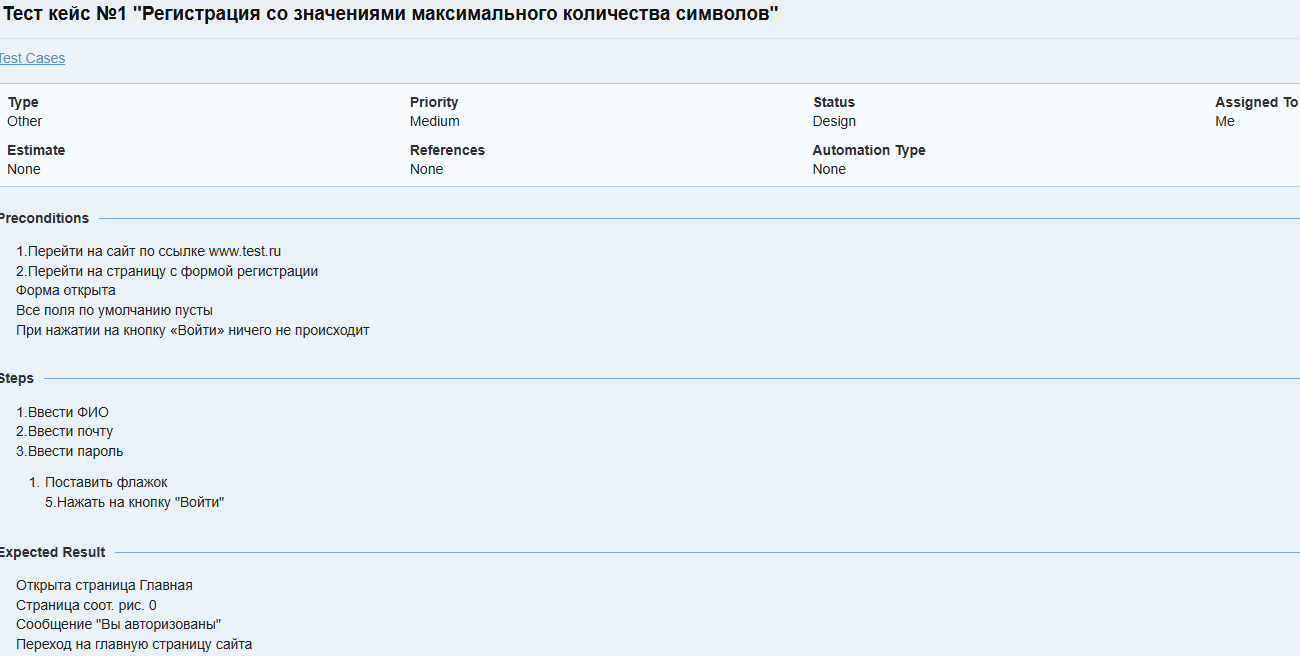 Тест кейс №1 "Регистрация со значениями максимального количества символов"
Test Cases
Type Priority Status Assigned To
Other Medium Design Me
Estimate References Automation Type
None None None
Preconditions
1.Перейти на сайт по ссылке www.test.ru
2.Перейти на страницу с формой регистрации
Форма открыта
Все поля по умолчанию пусты
При нажатии на кнопку «Войти» ничего не происходит
Steps
1.Ввести ФИО
2.Ввести почту
3.Ввести пароль
1. Поставить флажок
5.Нажать на кнопку "Войти"
Expected Result
Открыта страница Главная
Страница соот. рис. 0
Сообщение "Вы авторизованы"
Переход на главную страницу сайта